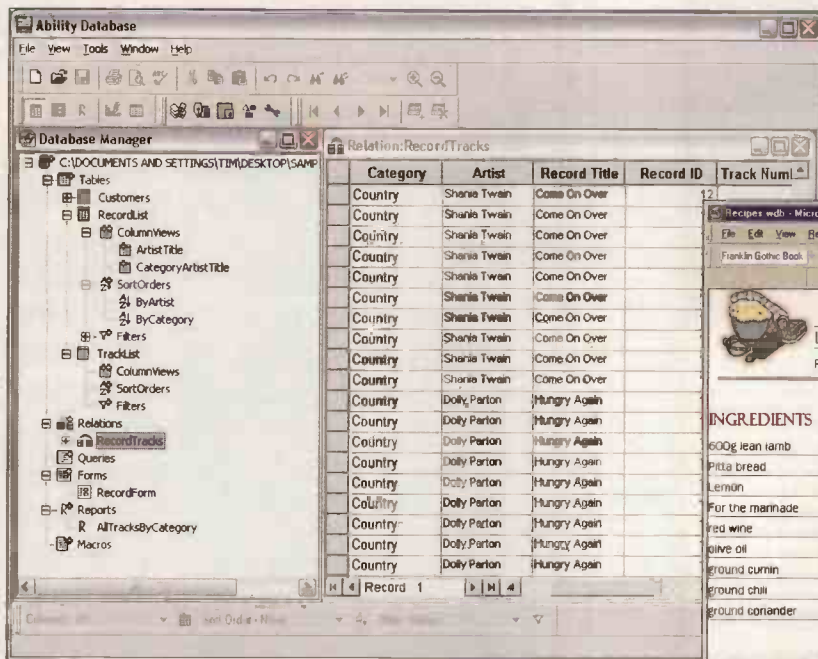 Ability Database
File View Tools Window Help
Database Manager
C:\DOCUMENTS AND SETTINGS\TIM\DESKTOP\SAMP
Tables
Customers
RecordList
ColumnViews
ArtistTitle
CategoryArtistTitle
SortOrders
ByArtist
ByCategory
Filters
TrackList
ColumnViews
SortOrders
Filters
Relations
RecordTracks
Queries
Forms
RecordForm
Reports
AllTracksByCategory
Macros
Relation:RecordTracks
Category Artist Record Title Record ID Track Num
Country Shania Twain Come On Over 12
Country Shania Twain Come On Over
Country Shania Twain Come On Over
Country Shania Twain Come On Over
Country Shania Twain Come On Over
Country Shania Twain Come On Over
Country Shania Twain Come On Over
Country Shania Twain Come On Over
Country Shania Twain Come On Over
Country Shania Twain Come On Over
Country Dolly Parton Hungry Again
Country Dolly Parton Hungry Again
Country Dolly Parton Hungry Again
Country Dolly Parton Hungry Again
Country Dolly Parton Hungry Again
Country Dolly Parton Hungry Again
Country Dolly Parton Hungry Again
Country Dolly Parton Hungry Again
Country Dolly Parton Hungry Again
Record 1
Recipes.wdb - Micro
File Edit View Re
Franklin Gothic Book
INGREDIENTS
600g lean lamb
Pitta bread
Lemon
For the marinade
red wine
olive oil
ground cumin
ground chili
ground coriander